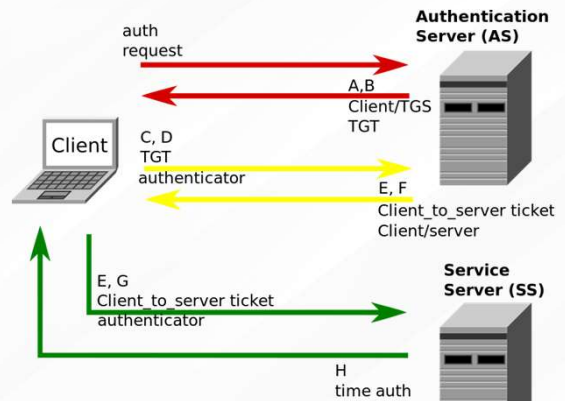 Authentication
Server (AS)
auth
request
A,B
Client/TGS
TGT
Client
C, D
TGT
authenticator
E, F
Client_to_server ticket
Client/server
Service
Server (SS)
E, G
Client_to_server ticket
authenticator
H
time auth